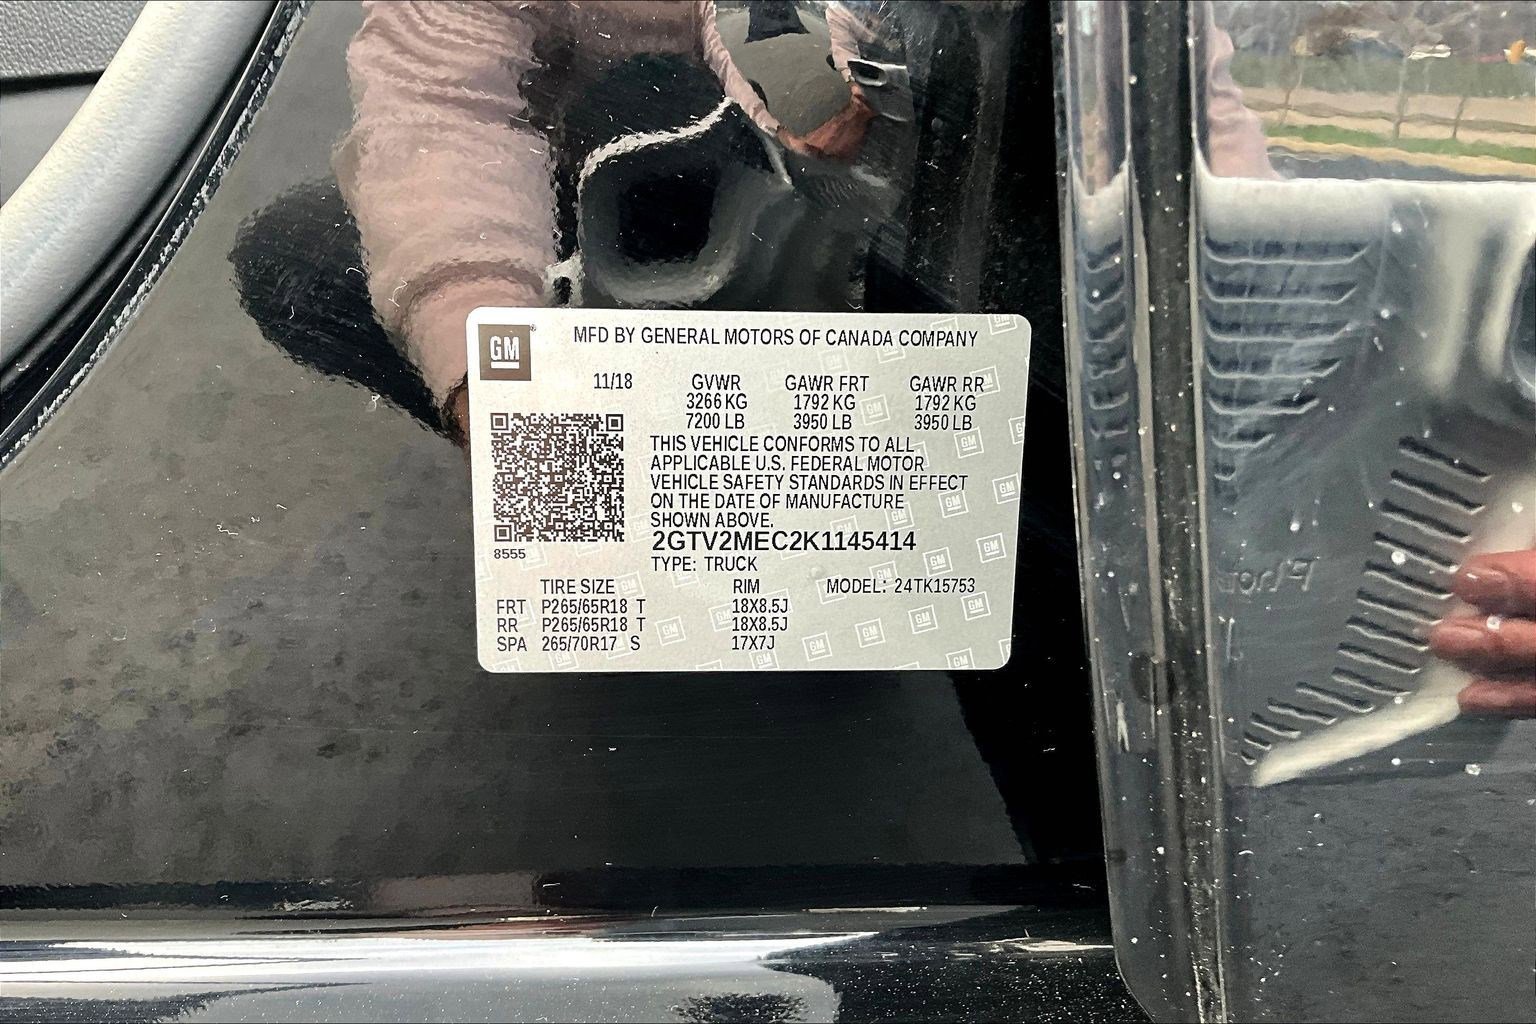 GM
MFD BY GENERAL MOTORS OF CANADA COMPANY
11/18 GVWR GAWR FRT GAWR RR
3266 KG 1792 KG 1792 KG
7200 LB 3950 LB 3950 LB
THIS VEHICLE CONFORMS TO ALL
APPLICABLE U.S. FEDERAL MOTOR
VEHICLE SAFETY STANDARDS IN EFFECT
ON THE DATE OF MANUFACTURE
SHOWN ABOVE.
2GTV2MEC2K1145414
8555
TYPE: TRUCK
TIRE SIZE RIM MODEL: 24TK15753
FRT P265/65R18 T 18X8.5J
RR P265/65R18 T 18X8.5J
SPA 265/70R17 S 17X7J